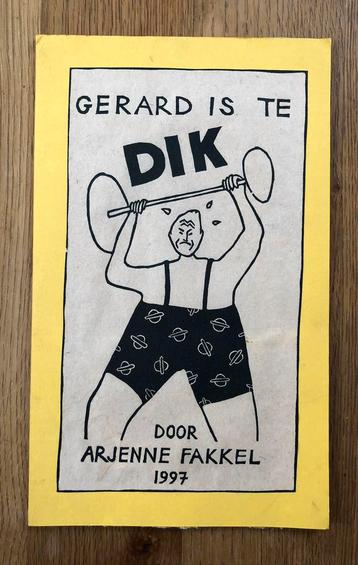 GERARD IS TE
DIK
DOOR
ARJENNE FAKKEL
1997